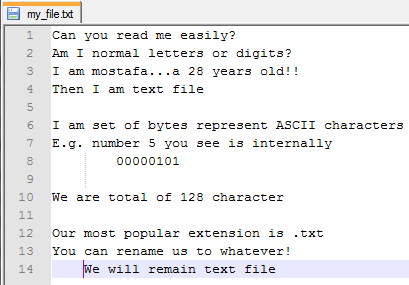 my_file.txt
1 Can you read me easily?
2 Am I normal letters or digits?
3 I am mostafa...a 28 years old!!
4 Then I am text file
5
6 I am set of bytes represent ASCII characters
7 E.g. number 5 you see is internally
8 00000101
9
10 We are total of 128 character
11
12 Our most popular extension is .txt
13 You can rename us to whatever!
14 We will remain text file